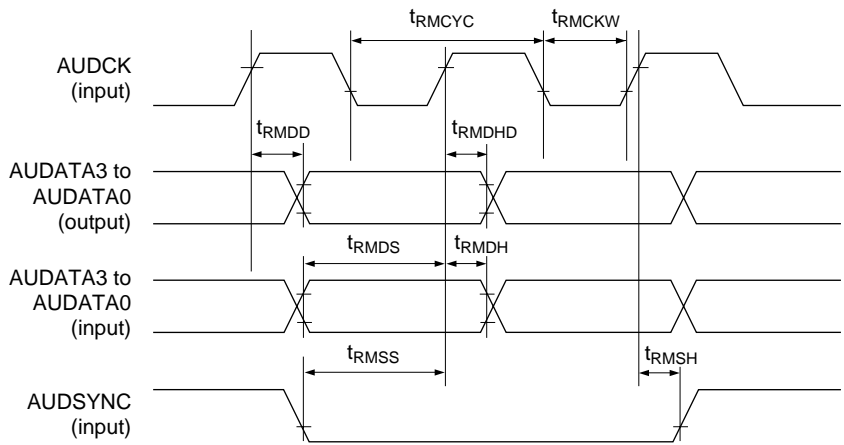 tRMCYC
tRMCKW
AUDCK
(input)
tRMDD
tRMDHD
AUDATA3 to
AUDATA0
(output)
tRMDS
tRMDH
AUDATA3 to
AUDATA0
(input)
tRMSS
tRMSH
AUDSYNC
(input)